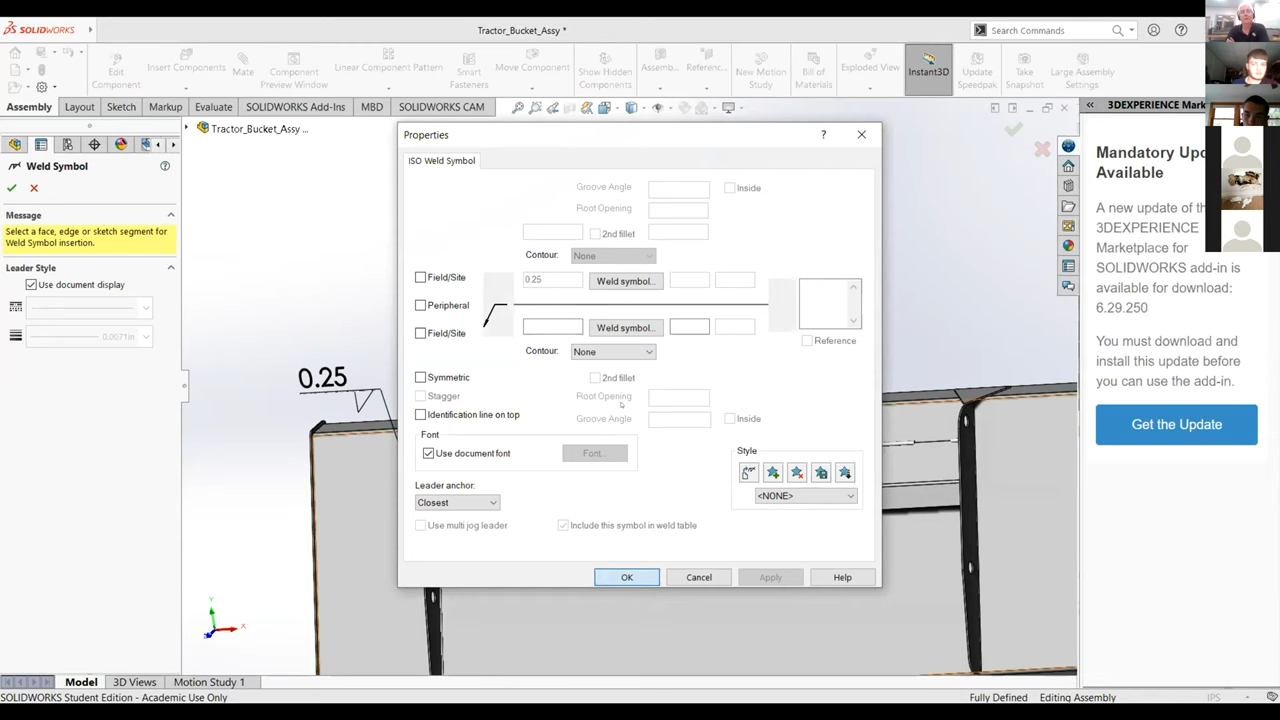 SOLIDWORKS
Tractor_Bucket_Assy *
Search Commands
Edit Component
Insert Components
Mate
Component Preview Window
Linear Component Pattern
Smart Fasteners
Move Component
Show Hidden Components
Assemb...
Referenc...
New Motion Study
Bill of Materials
Exploded View
Instant3D
Update Speedpak
Take Snapshot
Large Assembly Settings
Assembly
Layout
Sketch
Markup
Evaluate
SOLIDWORKS Add-Ins
MBD
SOLIDWORKS CAM
3DEXPERIENCE Mark
Tractor_Bucket_Assy ...
Weld Symbol
Message
Select a face, edge or sketch segment for
Weld Symbol insertion.
Leader Style
Use document display
0.0071in
0.25
Properties
ISO Weld Symbol
Groove Angle
Inside
Root Opening
2nd fillet
Contour:
None
Field/Site
0.25
Weld symbol...
Peripheral
Field/Site
Weld symbol...
Contour:
None
Reference
Symmetric
2nd fillet
Stagger
Root Opening
Identification line on top
Groove Angle
Inside
Font
Use document font
Font...
Style
<NONE>
Leader anchor:
Closest
Use multi jog leader
Include this symbol in weld table
OK
Cancel
Apply
Help
Mandatory Upd
Available
A new update of th
3DEXPERIENCE
Marketplace for
SOLIDWORKS add-in is
available for download:
6.29.250
You must download and
install this update before
you can use the add-in.
Get the Update
Y
X
Model
3D Views
Motion Study 1
SOLIDWORKS Student Edition - Academic Use Only
Fully Defined
Editing Assembly
IPS